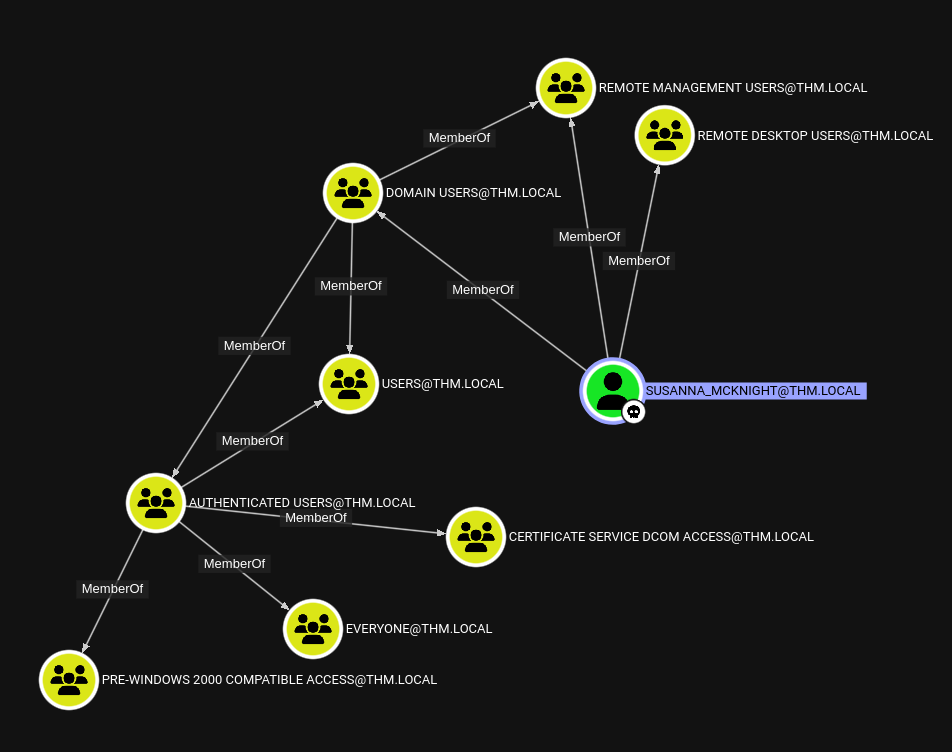 REMOTE MANAGEMENT USERS@THM.LOCAL
REMOTE DESKTOP USERS@THM.LOCAL
MemberOf
DOMAIN USERS@THM.LOCAL
MemberOf
MemberOf
MemberOf
MemberOf
MemberOf
USERS@THM.LOCAL
SUSANNA_MCKNIGHT@THM.LOCAL
MemberOf
AUTHENTICATED USERS@THM.LOCAL
MemberOf
CERTIFICATE SERVICE DCOM ACCESS@THM.LOCAL
MemberOf
MemberOf
EVERYONE@THM.LOCAL
PRE-WINDOWS 2000 COMPATIBLE ACCESS@THM.LOCAL